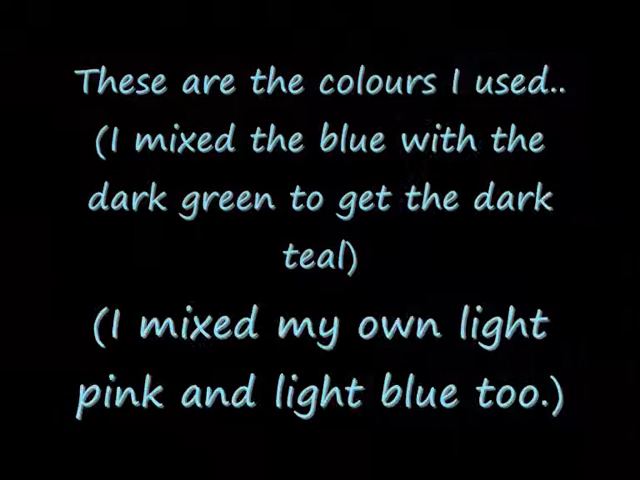 These are the colours I used..
(I mixed the blue with the
dark green to get the dark
teal)
(I mixed my own light
pink and light blue too.)